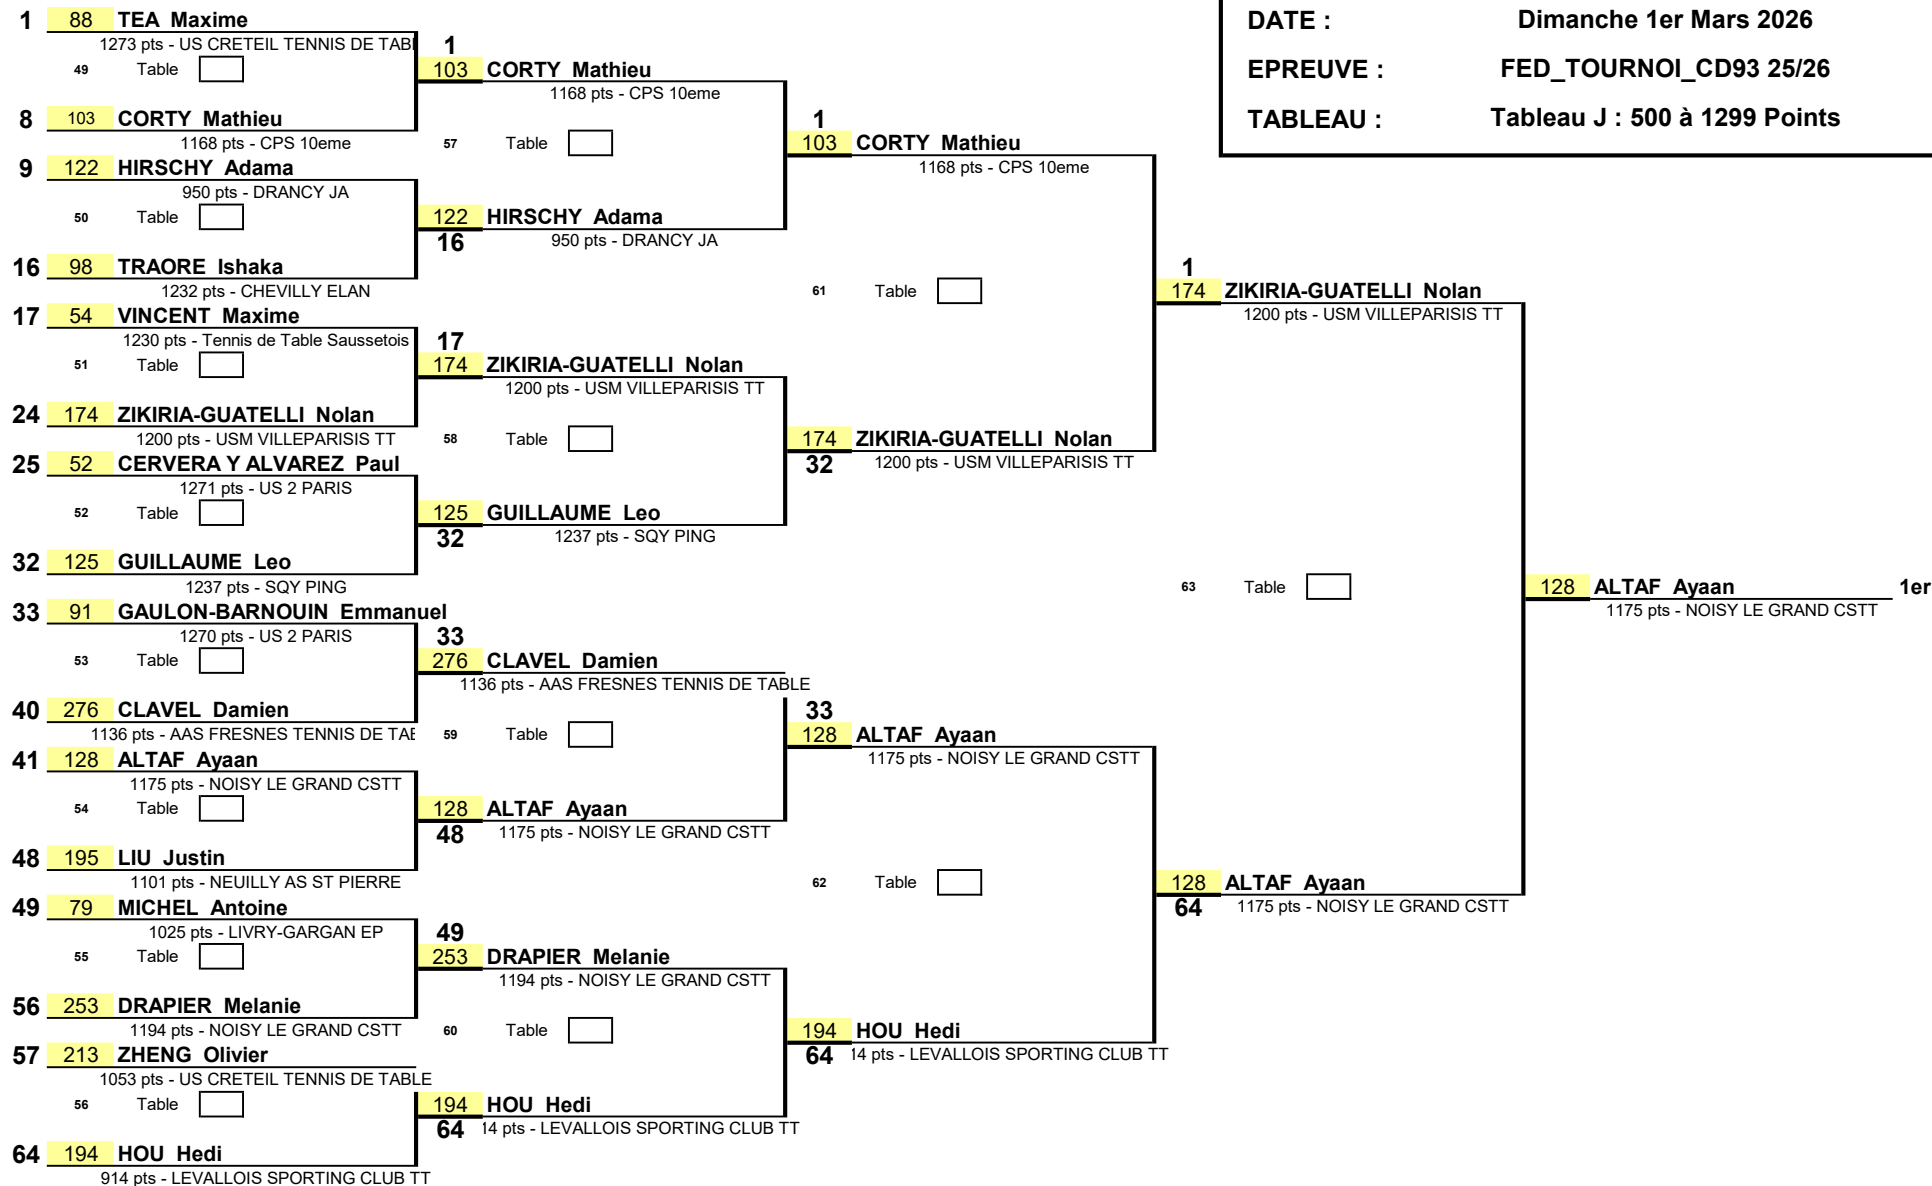 DATE : Dimanche 1er Mars 2026
EPREUVE : FED_TOURNOI_CD93 25/26
TABLEAU : Tableau J : 500 à 1299 Points
1 88 TEA Maxime
1273 pts - US CRETEIL TENNIS DE TABL
49 Table
8 103 CORTY Mathieu
1168 pts - CPS 10eme
9 122 HIRSCHY Adama
950 pts - DRANCY JA
50 Table
16 98 TRAORE Ishaka
1232 pts - CHEVILLY ELAN
17 54 VINCENT Maxime
1230 pts - Tennis de Table Saussetois
51 Table
24 174 ZIKIRIA-GUATELLI Nolan
1200 pts - USM VILLEPARISIS TT
25 52 CERVERA Y ALVAREZ Paul
1271 pts - US 2 PARIS
52 Table
32 125 GUILLAUME Leo
1237 pts - SQY PING
33 91 GAULON-BARNOUIN Emmanuel
1270 pts - US 2 PARIS
53 Table
40 276 CLAVEL Damien
1136 pts - AAS FRESNES TENNIS DE TAB
41 128 ALTAF Ayaan
1175 pts - NOISY LE GRAND CSTT
54 Table
48 195 LIU Justin
1101 pts - NEUILLY AS ST PIERRE
49 79 MICHEL Antoine
1025 pts - LIVRY-GARGAN EP
55 Table
56 253 DRAPIER Melanie
1194 pts - NOISY LE GRAND CSTT
57 213 ZHENG Olivier
1053 pts - US CRETEIL TENNIS DE TABLE
56 Table
64 194 HOU Hedi
914 pts - LEVALLOIS SPORTING CLUB TT
1
103 CORTY Mathieu
1168 pts - CPS 10eme
57 Table
122 HIRSCHY Adama
16
950 pts - DRANCY JA
17
174 ZIKIRIA-GUATELLI Nolan
1200 pts - USM VILLEPARISIS TT
58 Table
125 GUILLAUME Leo
32
1237 pts - SQY PING
33
276 CLAVEL Damien
1136 pts - AAS FRESNES TENNIS DE TABLE
59 Table
128 ALTAF Ayaan
48
1175 pts - NOISY LE GRAND CSTT
49
253 DRAPIER Melanie
1194 pts - NOISY LE GRAND CSTT
60 Table
194 HOU Hedi
64
14 pts - LEVALLOIS SPORTING CLUB TT
1
103 CORTY Mathieu
1168 pts - CPS 10eme
61 Table
174 ZIKIRIA-GUATELLI Nolan
32
1200 pts - USM VILLEPARISIS TT
33
128 ALTAF Ayaan
1175 pts - NOISY LE GRAND CSTT
62 Table
194 HOU Hedi
64
14 pts - LEVALLOIS SPORTING CLUB TT
1
174 ZIKIRIA-GUATELLI Nolan
1200 pts - USM VILLEPARISIS TT
63 Table
128 ALTAF Ayaan
64
1175 pts - NOISY LE GRAND CSTT
128 ALTAF Ayaan 1er
1175 pts - NOISY LE GRAND CSTT